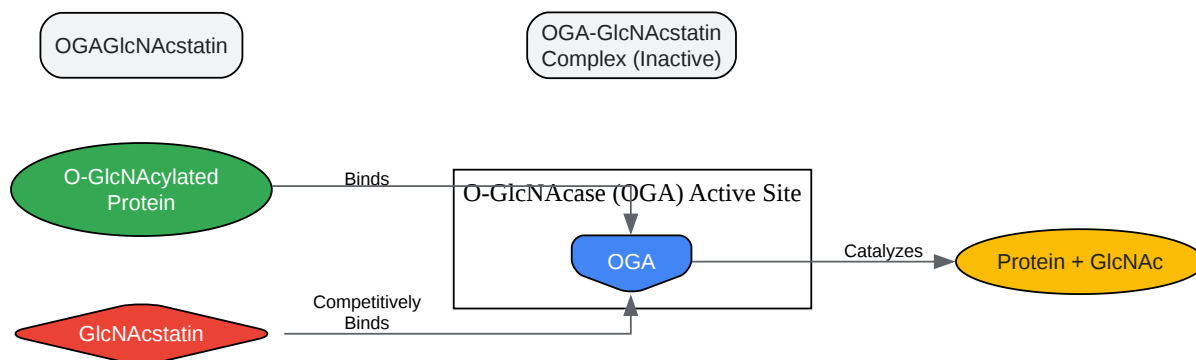 OGAGlcNAcstatin
OGA-GlcNAcstatin
Complex (Inactive)
O-GlcNAcylated
Protein
Binds
O-GlcNAcase (OGA) Active Site
OGA
Catalyzes
Protein + GlcNAc
Competitively
Binds
GlcNAcstatin